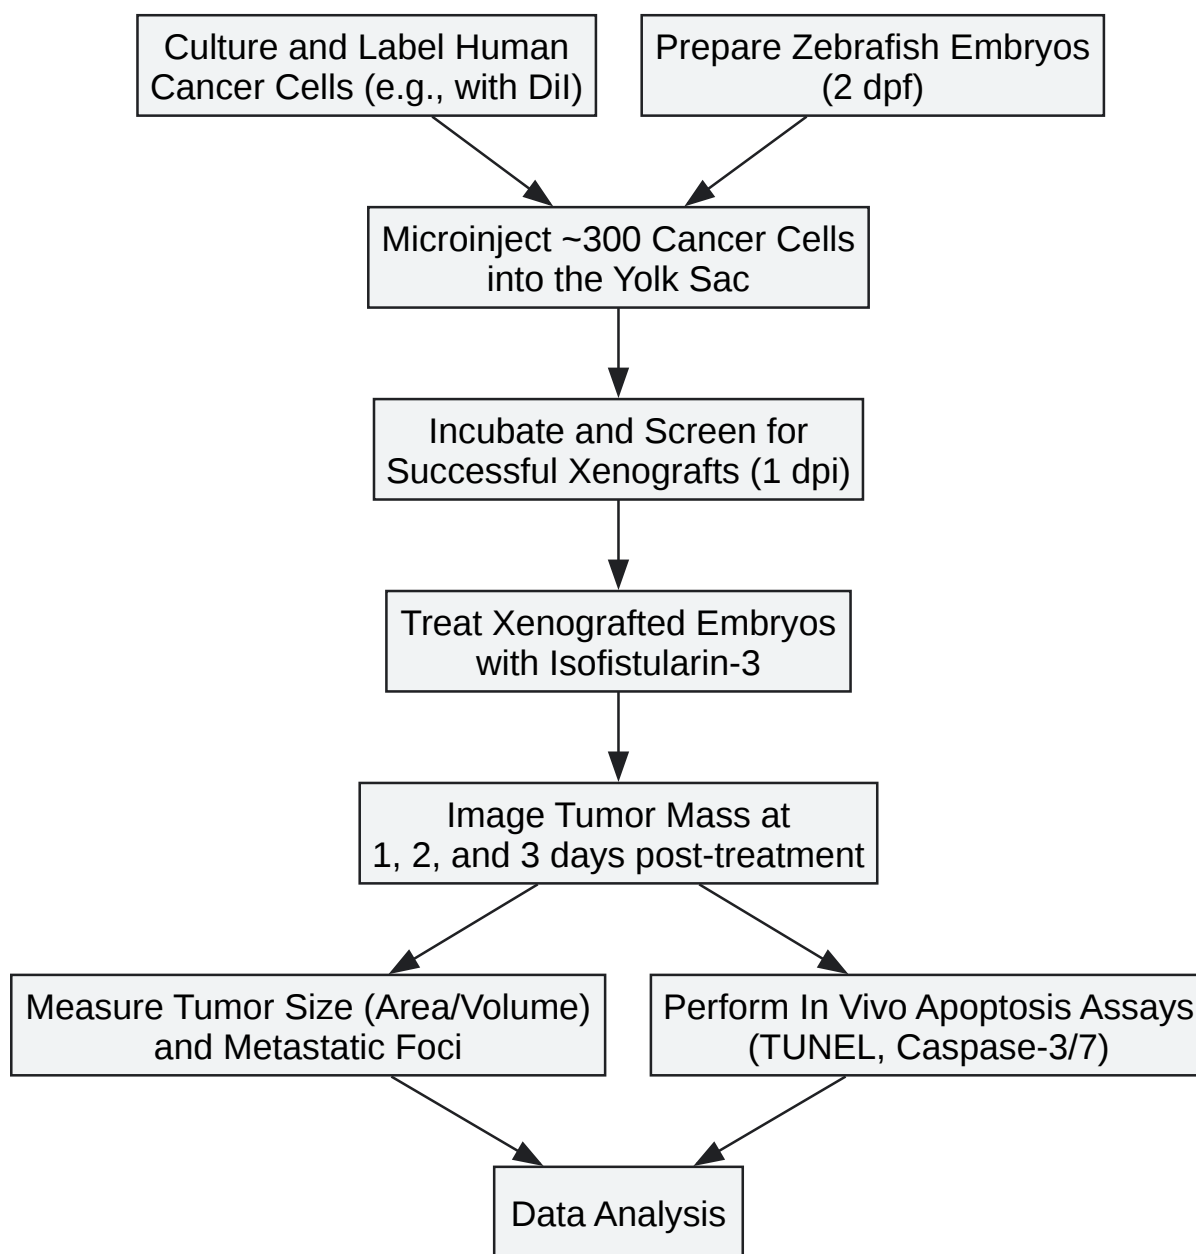 Culture and Label Human
Cancer Cells (e.g., with DiI)
Prepare Zebrafish Embryos
(2 dpf)
Microinject ~300 Cancer Cells
into the Yolk Sac
Incubate and Screen for
Successful Xenografts (1 dpi)
Treat Xenografted Embryos
with Isofistularin-3
Image Tumor Mass at
1, 2, and 3 days post-treatment
Measure Tumor Size (Area/Volume)
and Metastatic Foci
Perform In Vivo Apoptosis Assays
(TUNEL, Caspase-3/7)
Data Analysis